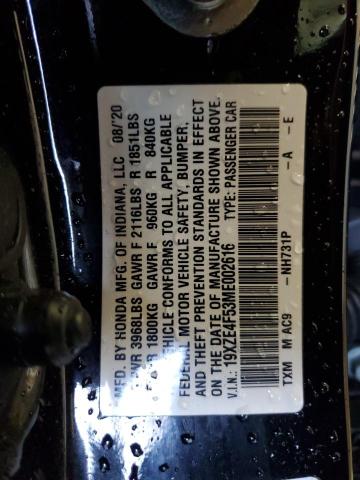 MFD. BY HONDA MFG. OF INDIANA, LLC 08/'20
GVWR 3968LBS GAWR F 2116LBS R 1851LBS
GVWR 1800KG GAWR F 960KG R 840KG
VEHICLE CONFORMS TO ALL APPLICABLE
FEDERAL MOTOR VEHICLE SAFETY, BUMPER,
AND THEFT PREVENTION STANDARDS IN EFFECT
ON THE DATE OF MANUFACTURE SHOWN ABOVE.
V.I.N.: 19XZE4F53ME002616 TYPE: PASSENGER CAR
TXM M AC9 -NH731P -A -E